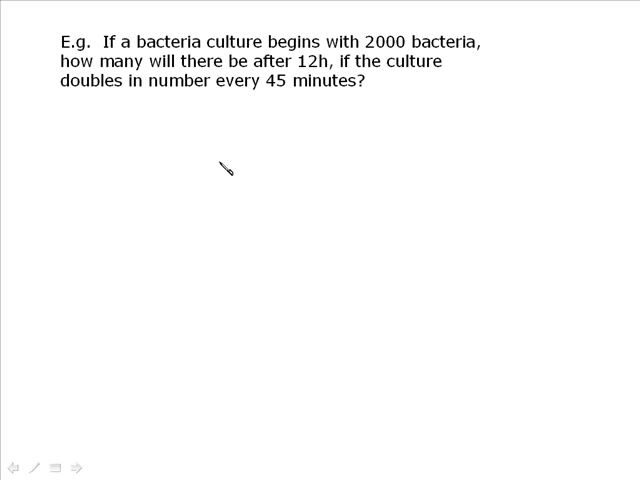 E.g.  If a bacteria culture begins with 2000 bacteria,
how many will there be after 12h, if the culture
doubles in number every 45 minutes?